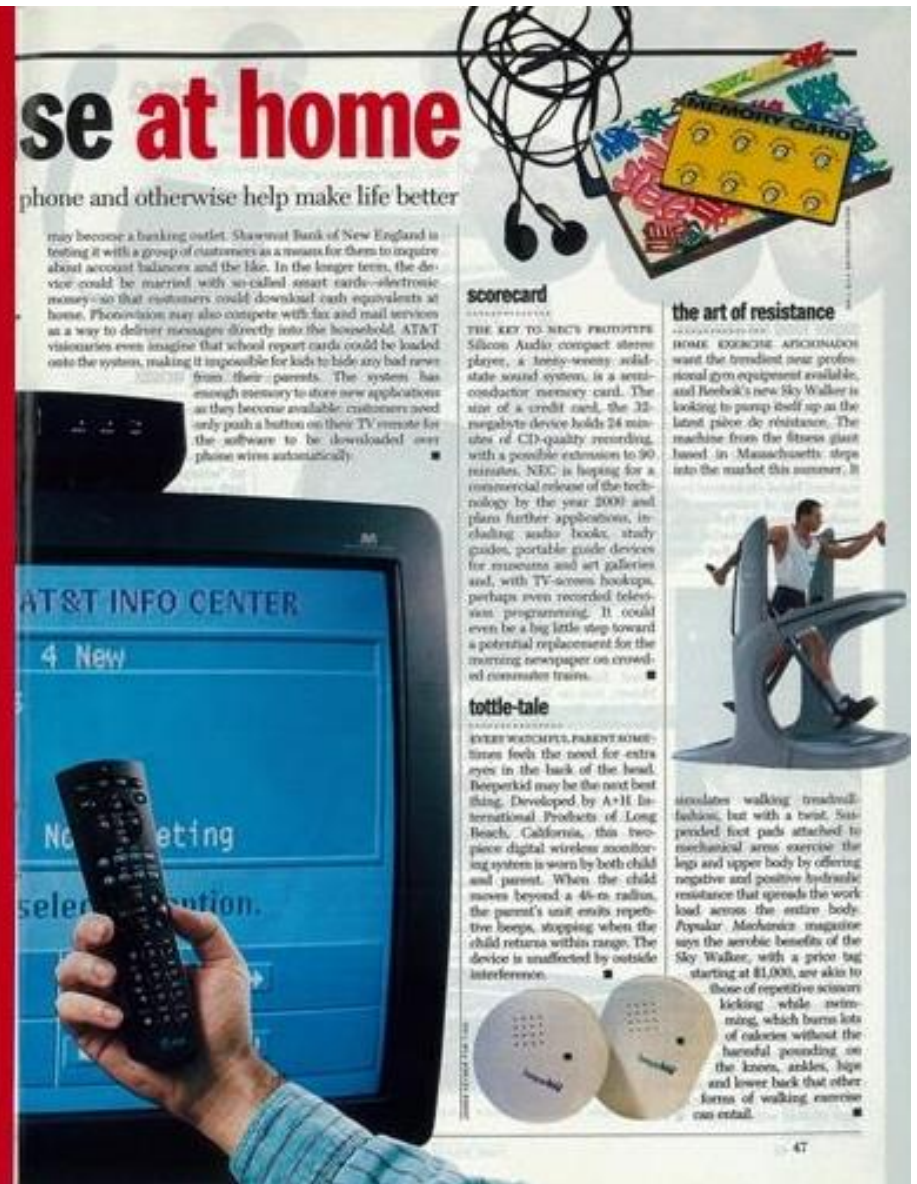 se at home
phone and otherwise help make life better
may become a banking outlet. Shawmut Bank of New England is
testing it with a group of customers as a means for them to inquire
about account balances and the like. In the longer term, the de-
vice could be married with so-called smart cards—electronic
money—so that customers could download cash equivalents at
home. Phonovision may also compete with fax and mail services
as a way to deliver messages directly into the household. AT&T
visionaries even imagine that school report cards could be loaded
onto the system, making it impossible for kids to hide any bad news
from their parents. The system has
enough memory to store new applications
as they become available: customers need
only push a button on their TV remote for
the software to be downloaded over
phone wires automatically.
AT&T INFO CENTER
4 New
No eting
selec option.
MEMORY CARD
scorecard
THE KEY TO NEC'S PROTOTYPE
Silicon Audio compact stereo
player, a teeny-weeny solid-
state sound system, is a semi-
conductor memory card. The
size of a credit card, the 32-
megabyte device holds 24 min-
utes of CD-quality recording,
with a possible extension to 90
minutes. NEC is hoping for a
commercial release of the tech-
nology by the year 2000 and
plans further applications, in-
cluding audio books, study
guides, portable guide devices
for museums and art galleries
and, with TV-screen hookups,
perhaps even recorded televi-
sion programming. It could
even be a big little step toward
a potential replacement for the
morning newspaper on crowd-
ed commuter trains.
tottle-tale
EVERY WATCHFUL PARENT SOME-
times feels the need for extra
eyes in the back of the head.
Beeperkid may be the next best
thing. Developed by A+H In-
ternational Products of Long
Beach, California, this two-
piece digital wireless monitor-
ing system is worn by both child
and parent. When the child
moves beyond a radius,
the parent's unit emits repeti-
tive beeps, stopping when the
child returns within range. The
device is unaffected by outside
interference.
the art of resistance
HOME EXERCISE AFICIONADOS
want the trendiest near profes-
sional gym equipment available,
and Reebok's new Sky Walker is
looking to pump itself up as the
latest pièce de résistance. The
machine from the fitness giant
based in Massachusetts steps
into the market this summer. It
simulates walking treadmill-
fashion, but with a twist. Sus-
pended foot pads attached to
mechanical arms exercise the
legs and upper body by offering
negative and positive hydraulic
resistance that spreads the work
load across the entire body.
Popular Mechanics magazine
says the aerobic benefits of the
Sky Walker, with a price tag
starting at $1,000, are akin to
those of repetitive scissors
kicking while swim-
ming, which burns lots
of calories without the
harmful pounding on
the knees, ankles, hips
and lower back that other
forms of walking exercise
can entail.
47